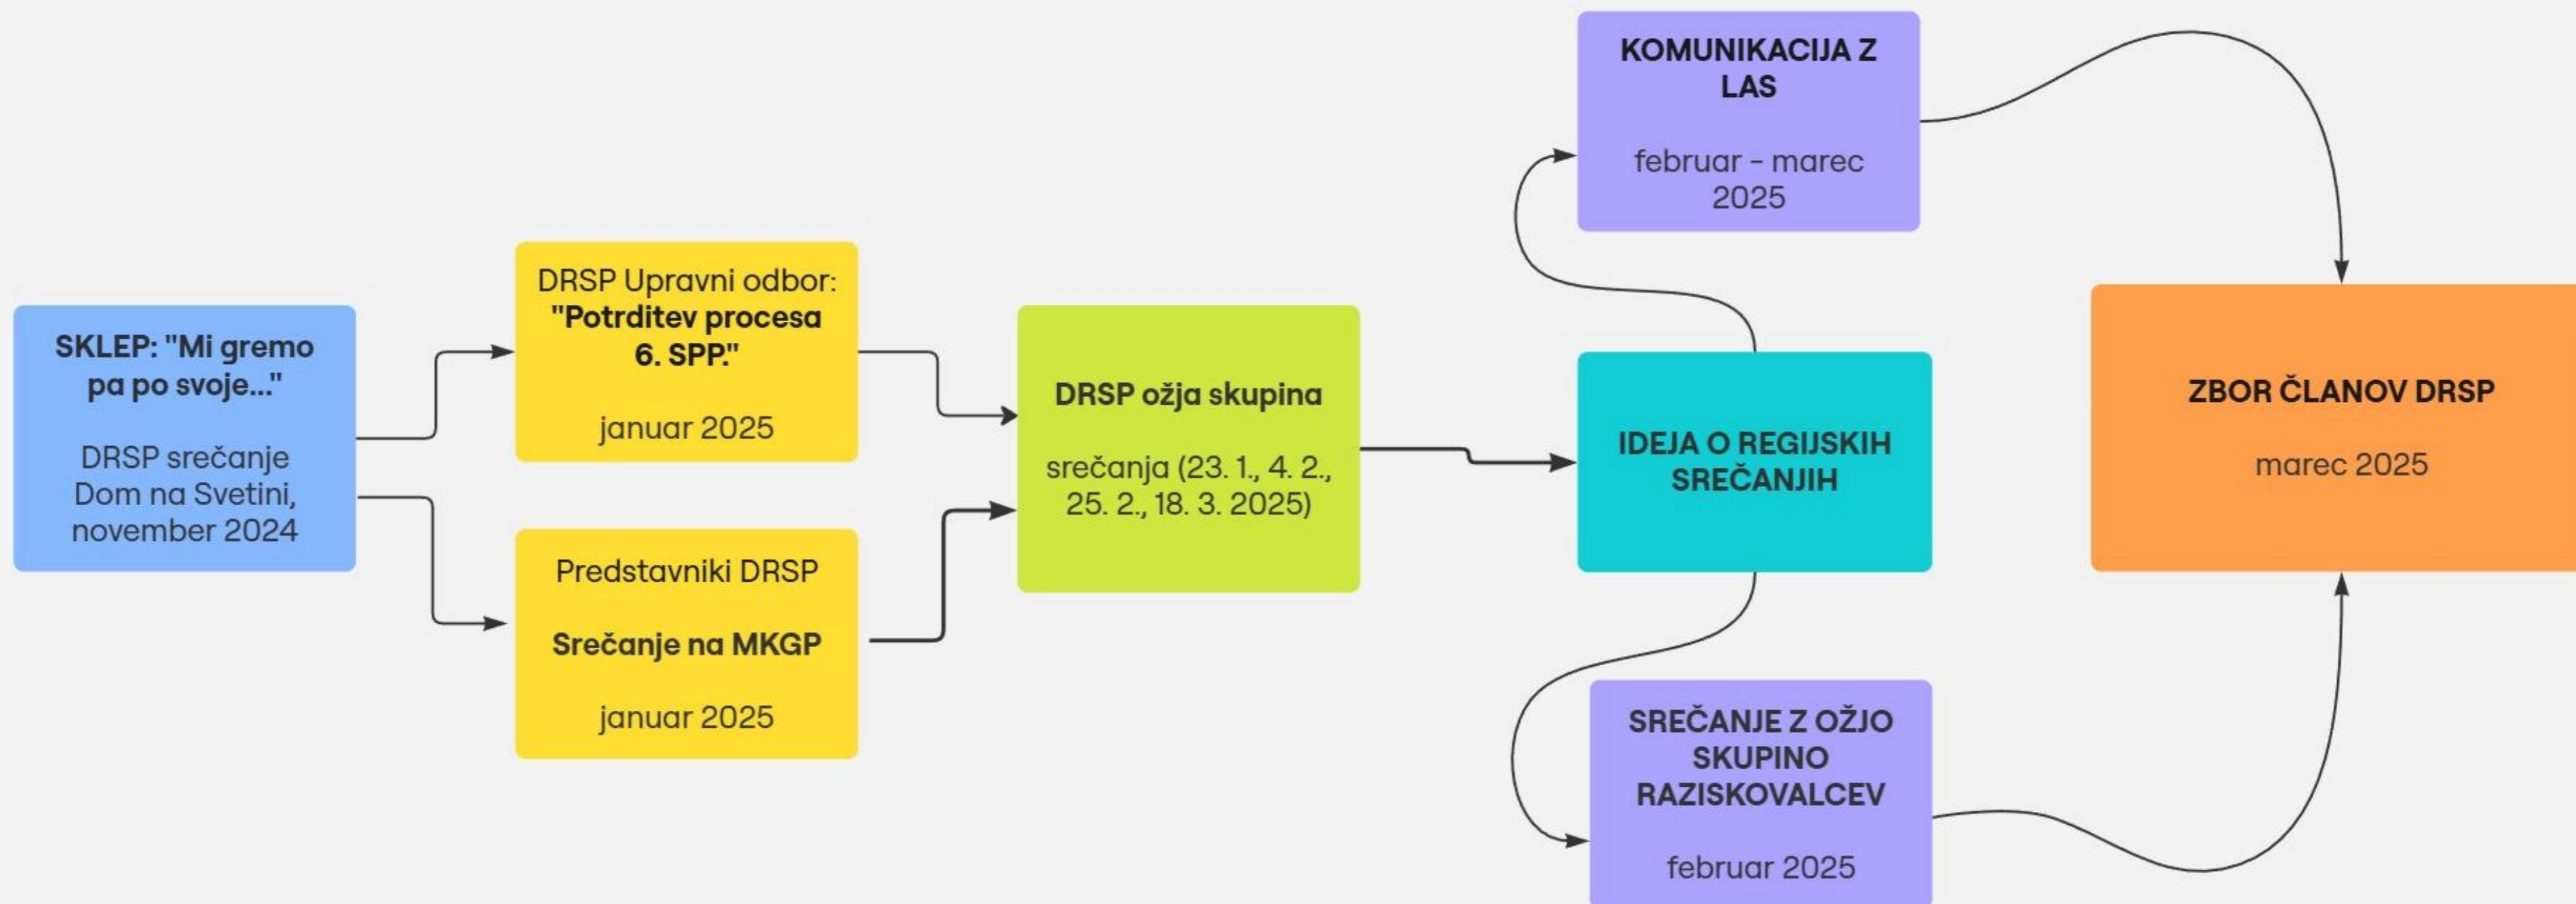 SKLEP: "Mi gremo
pa po svoje..."
DRSP srečanje
Dom na Svetini,
november 2024
DRSP Upravni odbor:
"Potrditev procesa
6. SPP."
januar 2025
Predstavniki DRSP
Srečanje na MKGP
januar 2025
DRSP ožja skupina
srečanja (23. 1., 4. 2.,
25. 2., 18. 3. 2025)
KOMUNIKACIJA Z
LAS
februar - marec
2025
IDEJA O REGIJSKIH
SREČANJIH
SREČANJE Z OŽJO
SKUPINO
RAZISKOVALCEV
februar 2025
ZBOR ČLANOV DRSP
marec 2025